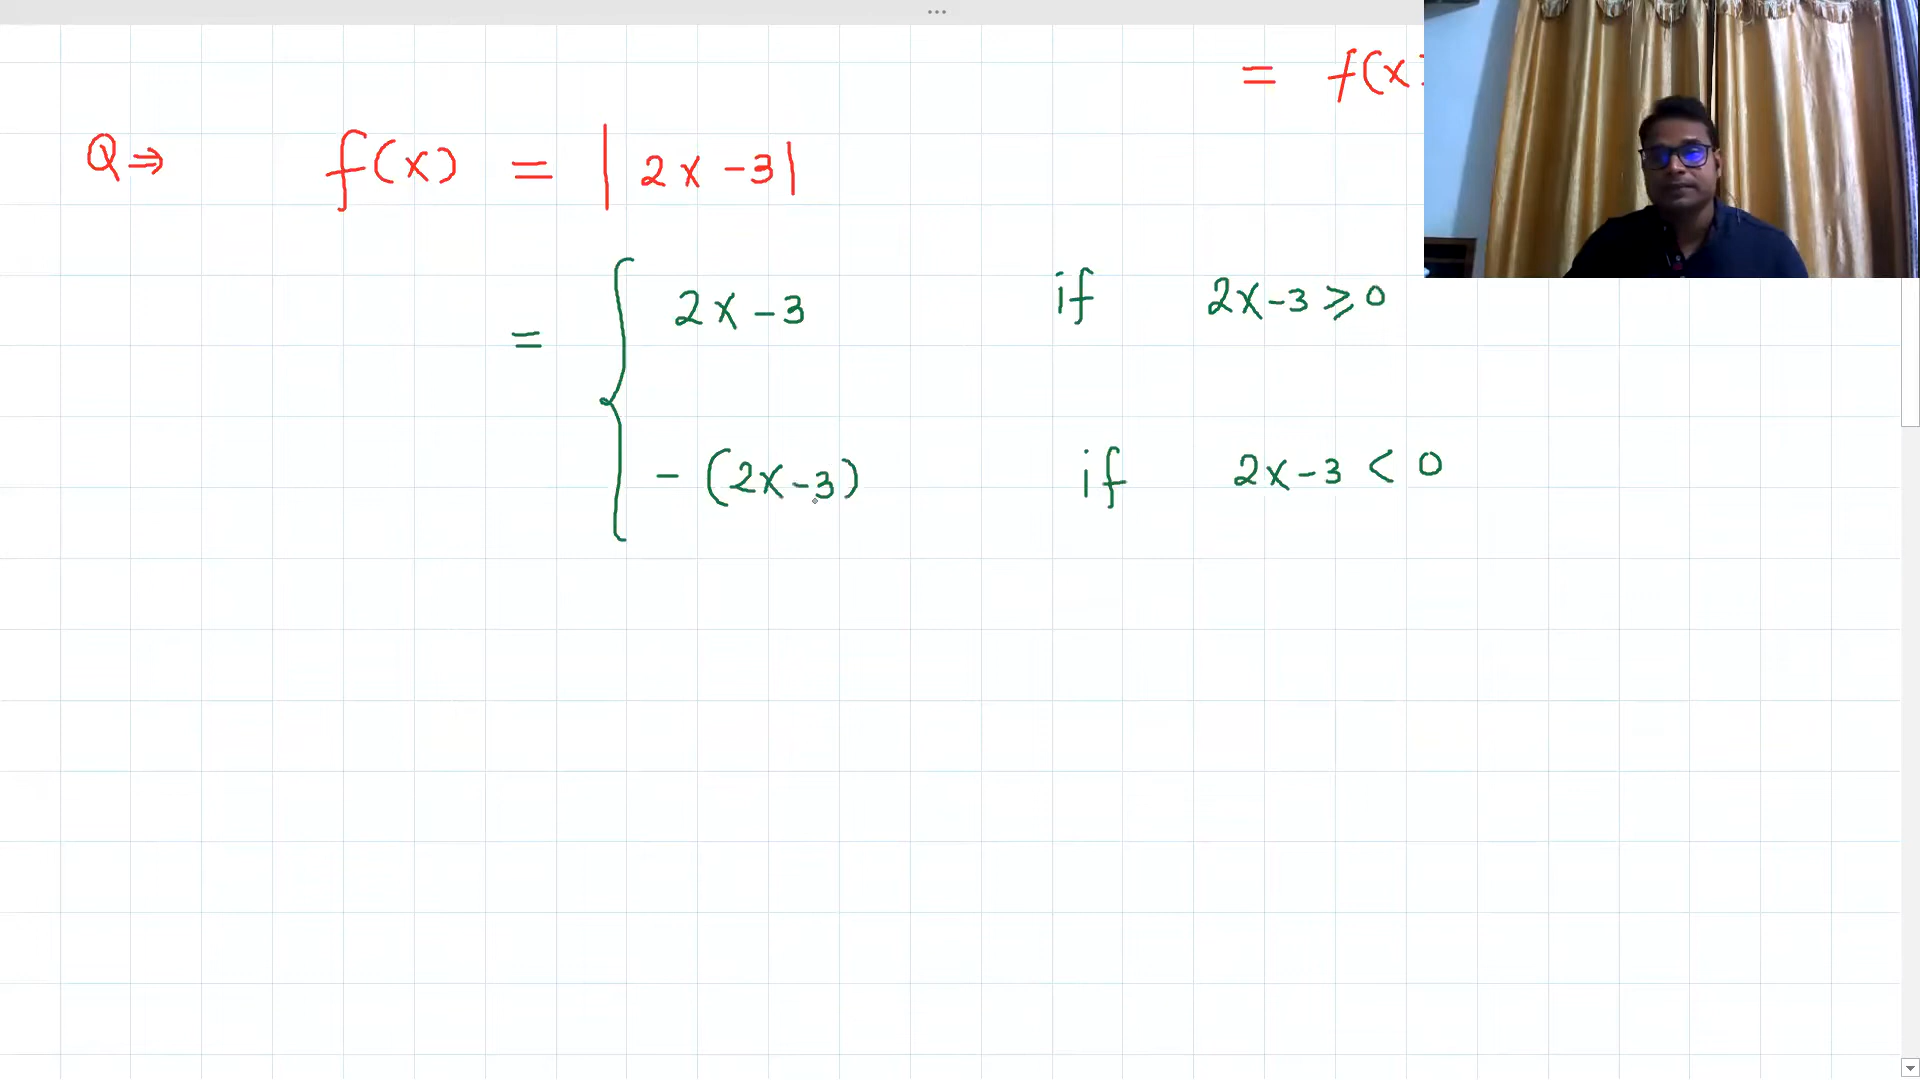 = f(x
Q⇒ f(x) = |2x-3|
= { 2x-3 if 2x-3 ⩾ 0
-(2x-3) if 2x-3 < 0